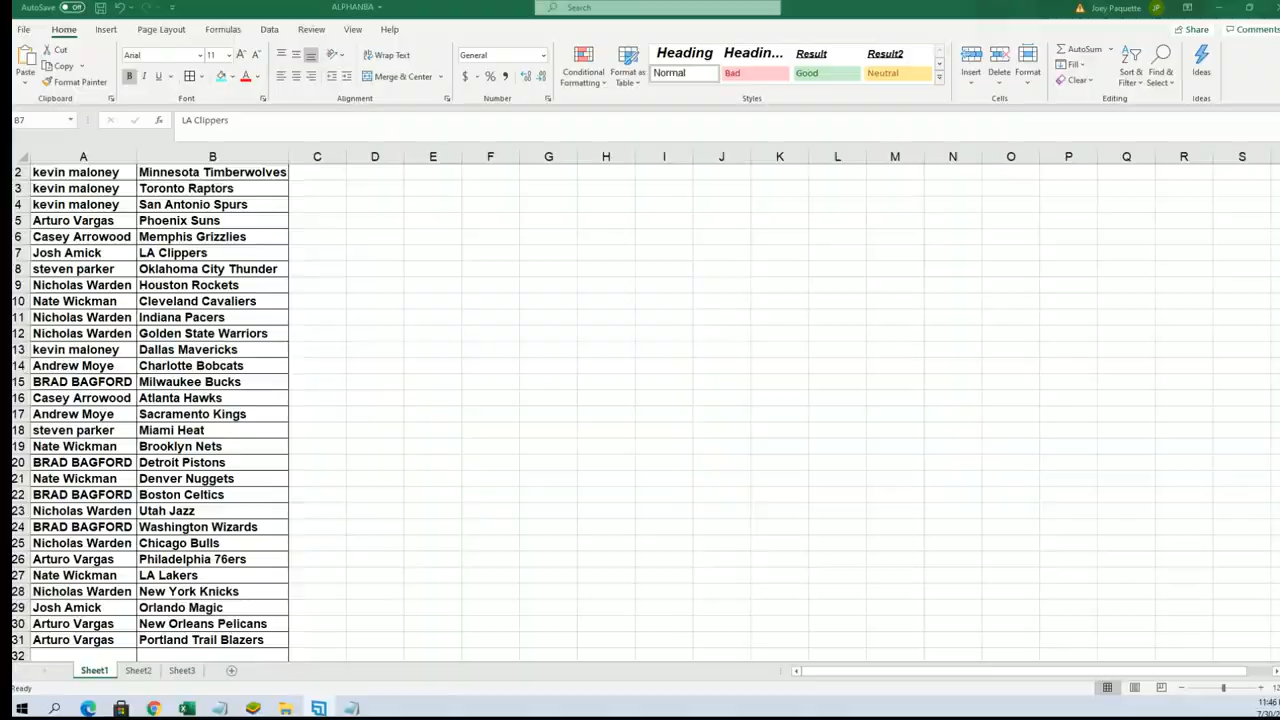 AutoSave Off ALPHANBA Search Joey Paquette JP
File Home Insert Page Layout Formulas Data Review View Help Share Comments
Paste Cut Copy Format Painter Clipboard
Arial 11 A A B I U A Font
Wrap Text Merge & Center Alignment
General $ % Number
Conditional Formatting Format as Table
Heading Headin... Result Result2
Normal Bad Good Neutral
Styles
Insert Delete Format Cells
AutoSum Fill Clear Sort & Filter Find & Select Editing
Ideas Ideas
B7 fx LA Clippers
A B C D E F G H I J K L M N O P Q R S
2 kevin maloney Minnesota Timberwolves
3 kevin maloney Toronto Raptors
4 kevin maloney San Antonio Spurs
5 Arturo Vargas Phoenix Suns
6 Casey Arrowood Memphis Grizzlies
7 Josh Amick LA Clippers
8 steven parker Oklahoma City Thunder
9 Nicholas Warden Houston Rockets
10 Nate Wickman Cleveland Cavaliers
11 Nicholas Warden Indiana Pacers
12 Nicholas Warden Golden State Warriors
13 kevin maloney Dallas Mavericks
14 Andrew Moye Charlotte Bobcats
15 BRAD BAGFORD Milwaukee Bucks
16 Casey Arrowood Atlanta Hawks
17 Andrew Moye Sacramento Kings
18 steven parker Miami Heat
19 Nate Wickman Brooklyn Nets
20 BRAD BAGFORD Detroit Pistons
21 Nate Wickman Denver Nuggets
22 BRAD BAGFORD Boston Celtics
23 Nicholas Warden Utah Jazz
24 BRAD BAGFORD Washington Wizards
25 Nicholas Warden Chicago Bulls
26 Arturo Vargas Philadelphia 76ers
27 Nate Wickman LA Lakers
28 Nicholas Warden New York Knicks
29 Josh Amick Orlando Magic
30 Arturo Vargas New Orleans Pelicans
31 Arturo Vargas Portland Trail Blazers
32
Sheet1 Sheet2 Sheet3
Ready
11:46
7/30/2